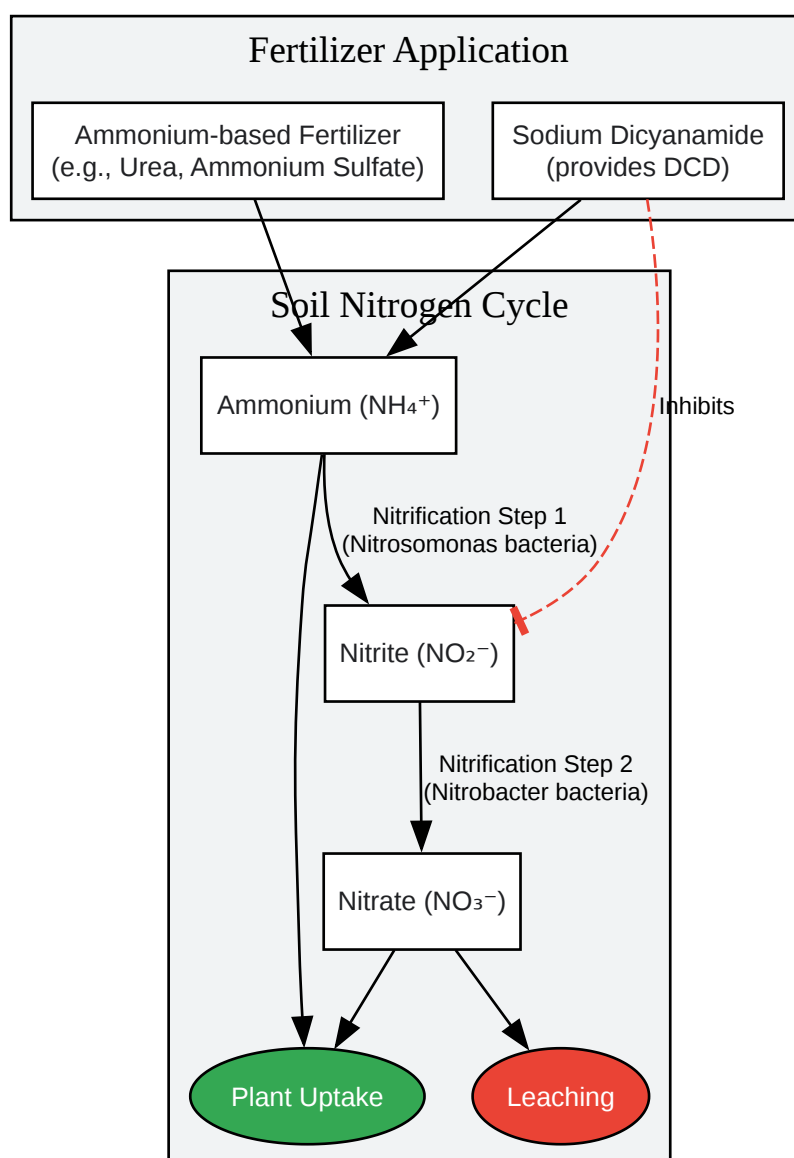 Fertilizer Application
Ammonium-based Fertilizer
(e.g., Urea, Ammonium Sulfate)
Sodium Dicyanamide
(provides DCD)
Soil Nitrogen Cycle
Ammonium (NH₄⁺)
Inhibits
Nitrification Step 1
(Nitrosomonas bacteria)
Nitrite (NO₂⁻)
Nitrification Step 2
(Nitrobacter bacteria)
Nitrate (NO₃⁻)
Plant Uptake
Leaching